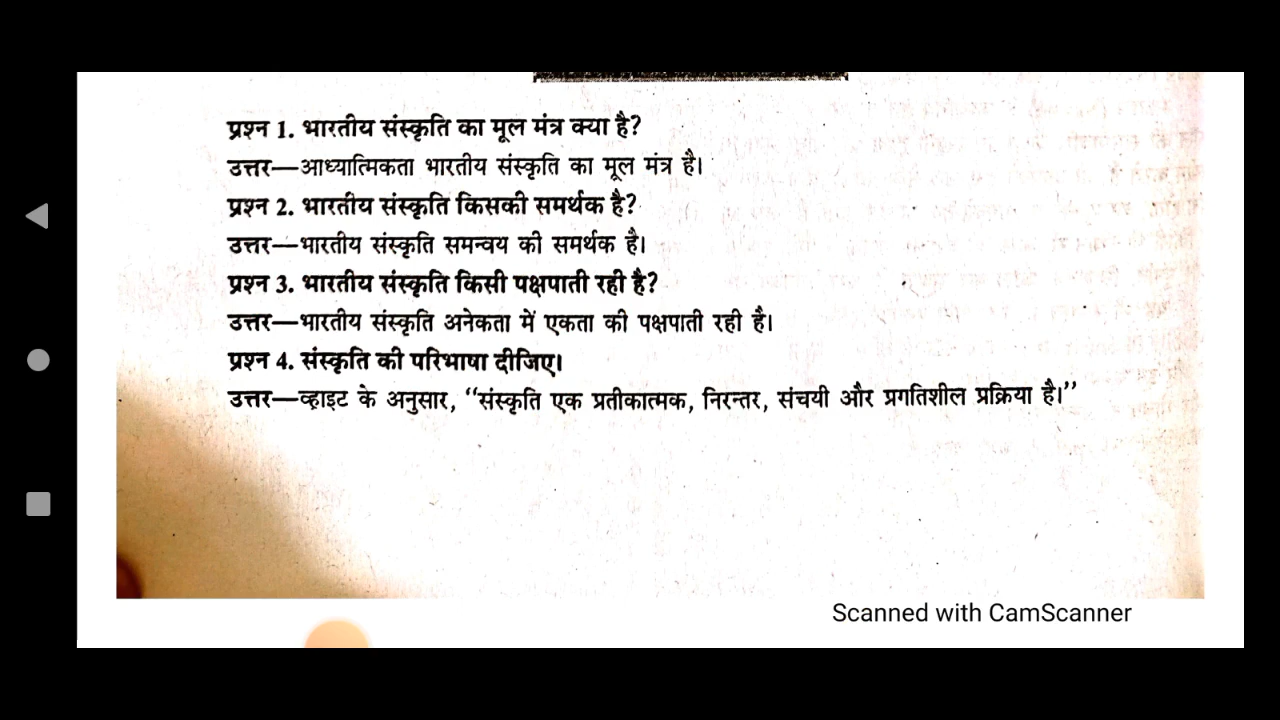 प्रश्न 1. भारतीय संस्कृति का मूल मंत्र क्या है?
उत्तर—आध्यात्मिकता भारतीय संस्कृति का मूल मंत्र है।
प्रश्न 2. भारतीय संस्कृति किसकी समर्थक है?
उत्तर—भारतीय संस्कृति समन्वय की समर्थक है।
प्रश्न 3. भारतीय संस्कृति किसी पक्षपाती रही है?
उत्तर—भारतीय संस्कृति अनेकता में एकता की पक्षपाती रही है।
प्रश्न 4. संस्कृति की परिभाषा दीजिए।
उत्तर—व्हाइट के अनुसार, “संस्कृति एक प्रतीकात्मक, निरन्तर, संचयी और प्रगतिशील प्रक्रिया है।”
Scanned with CamScanner